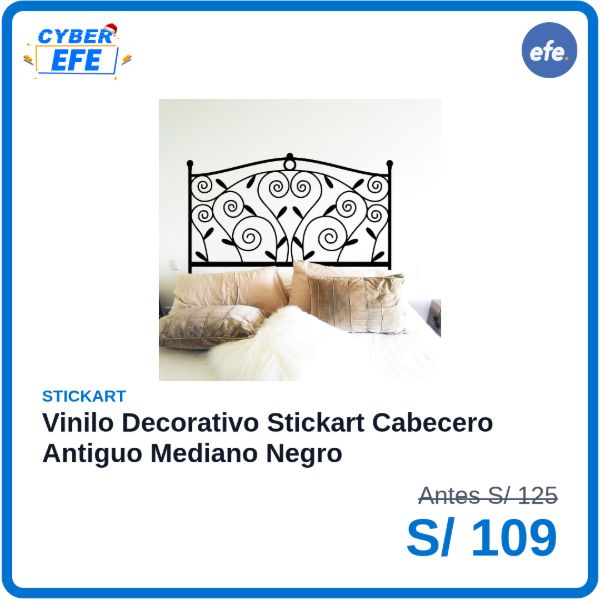 CYBER
EFE
efe.
STICKART
Vinilo Decorativo Stickart Cabecero
Antiguo Mediano Negro
Antes S/ 125
S/ 109